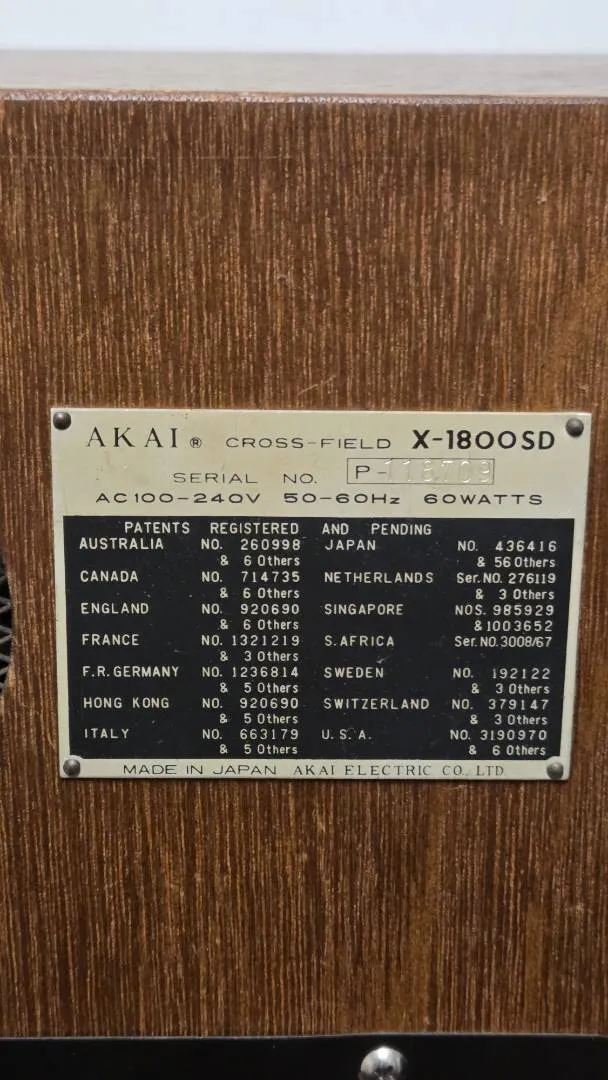 AKAI ® CROSS-FIELD X-1800SD
SERIAL NO. P-118709
AC 100-240V 50-60Hz 60WATTS
PATENTS REGISTERED AND PENDING
AUSTRALIA NO. 260998 JAPAN NO. 436416
& 6 Others & 56 Others
CANADA NO. 714735 NETHERLANDS Ser. NO. 276119
& 6 Others & 3 Others
ENGLAND NO. 920690 SINGAPORE NOS. 985929
& 6 Others & 1003652
FRANCE NO. 1321219 S.AFRICA Ser. NO. 3008/67
& 3 Others
F.R. GERMANY NO. 1236814 SWEDEN NO. 192122
& 5 Others & 3 Others
HONG KONG NO. 920690 SWITZERLAND NO. 379147
& 5 Others & 3 Others
ITALY NO. 663179 U.S.A. NO. 3190970
& 5 Others & 6 Others
MADE IN JAPAN AKAI ELECTRIC CO., LTD.